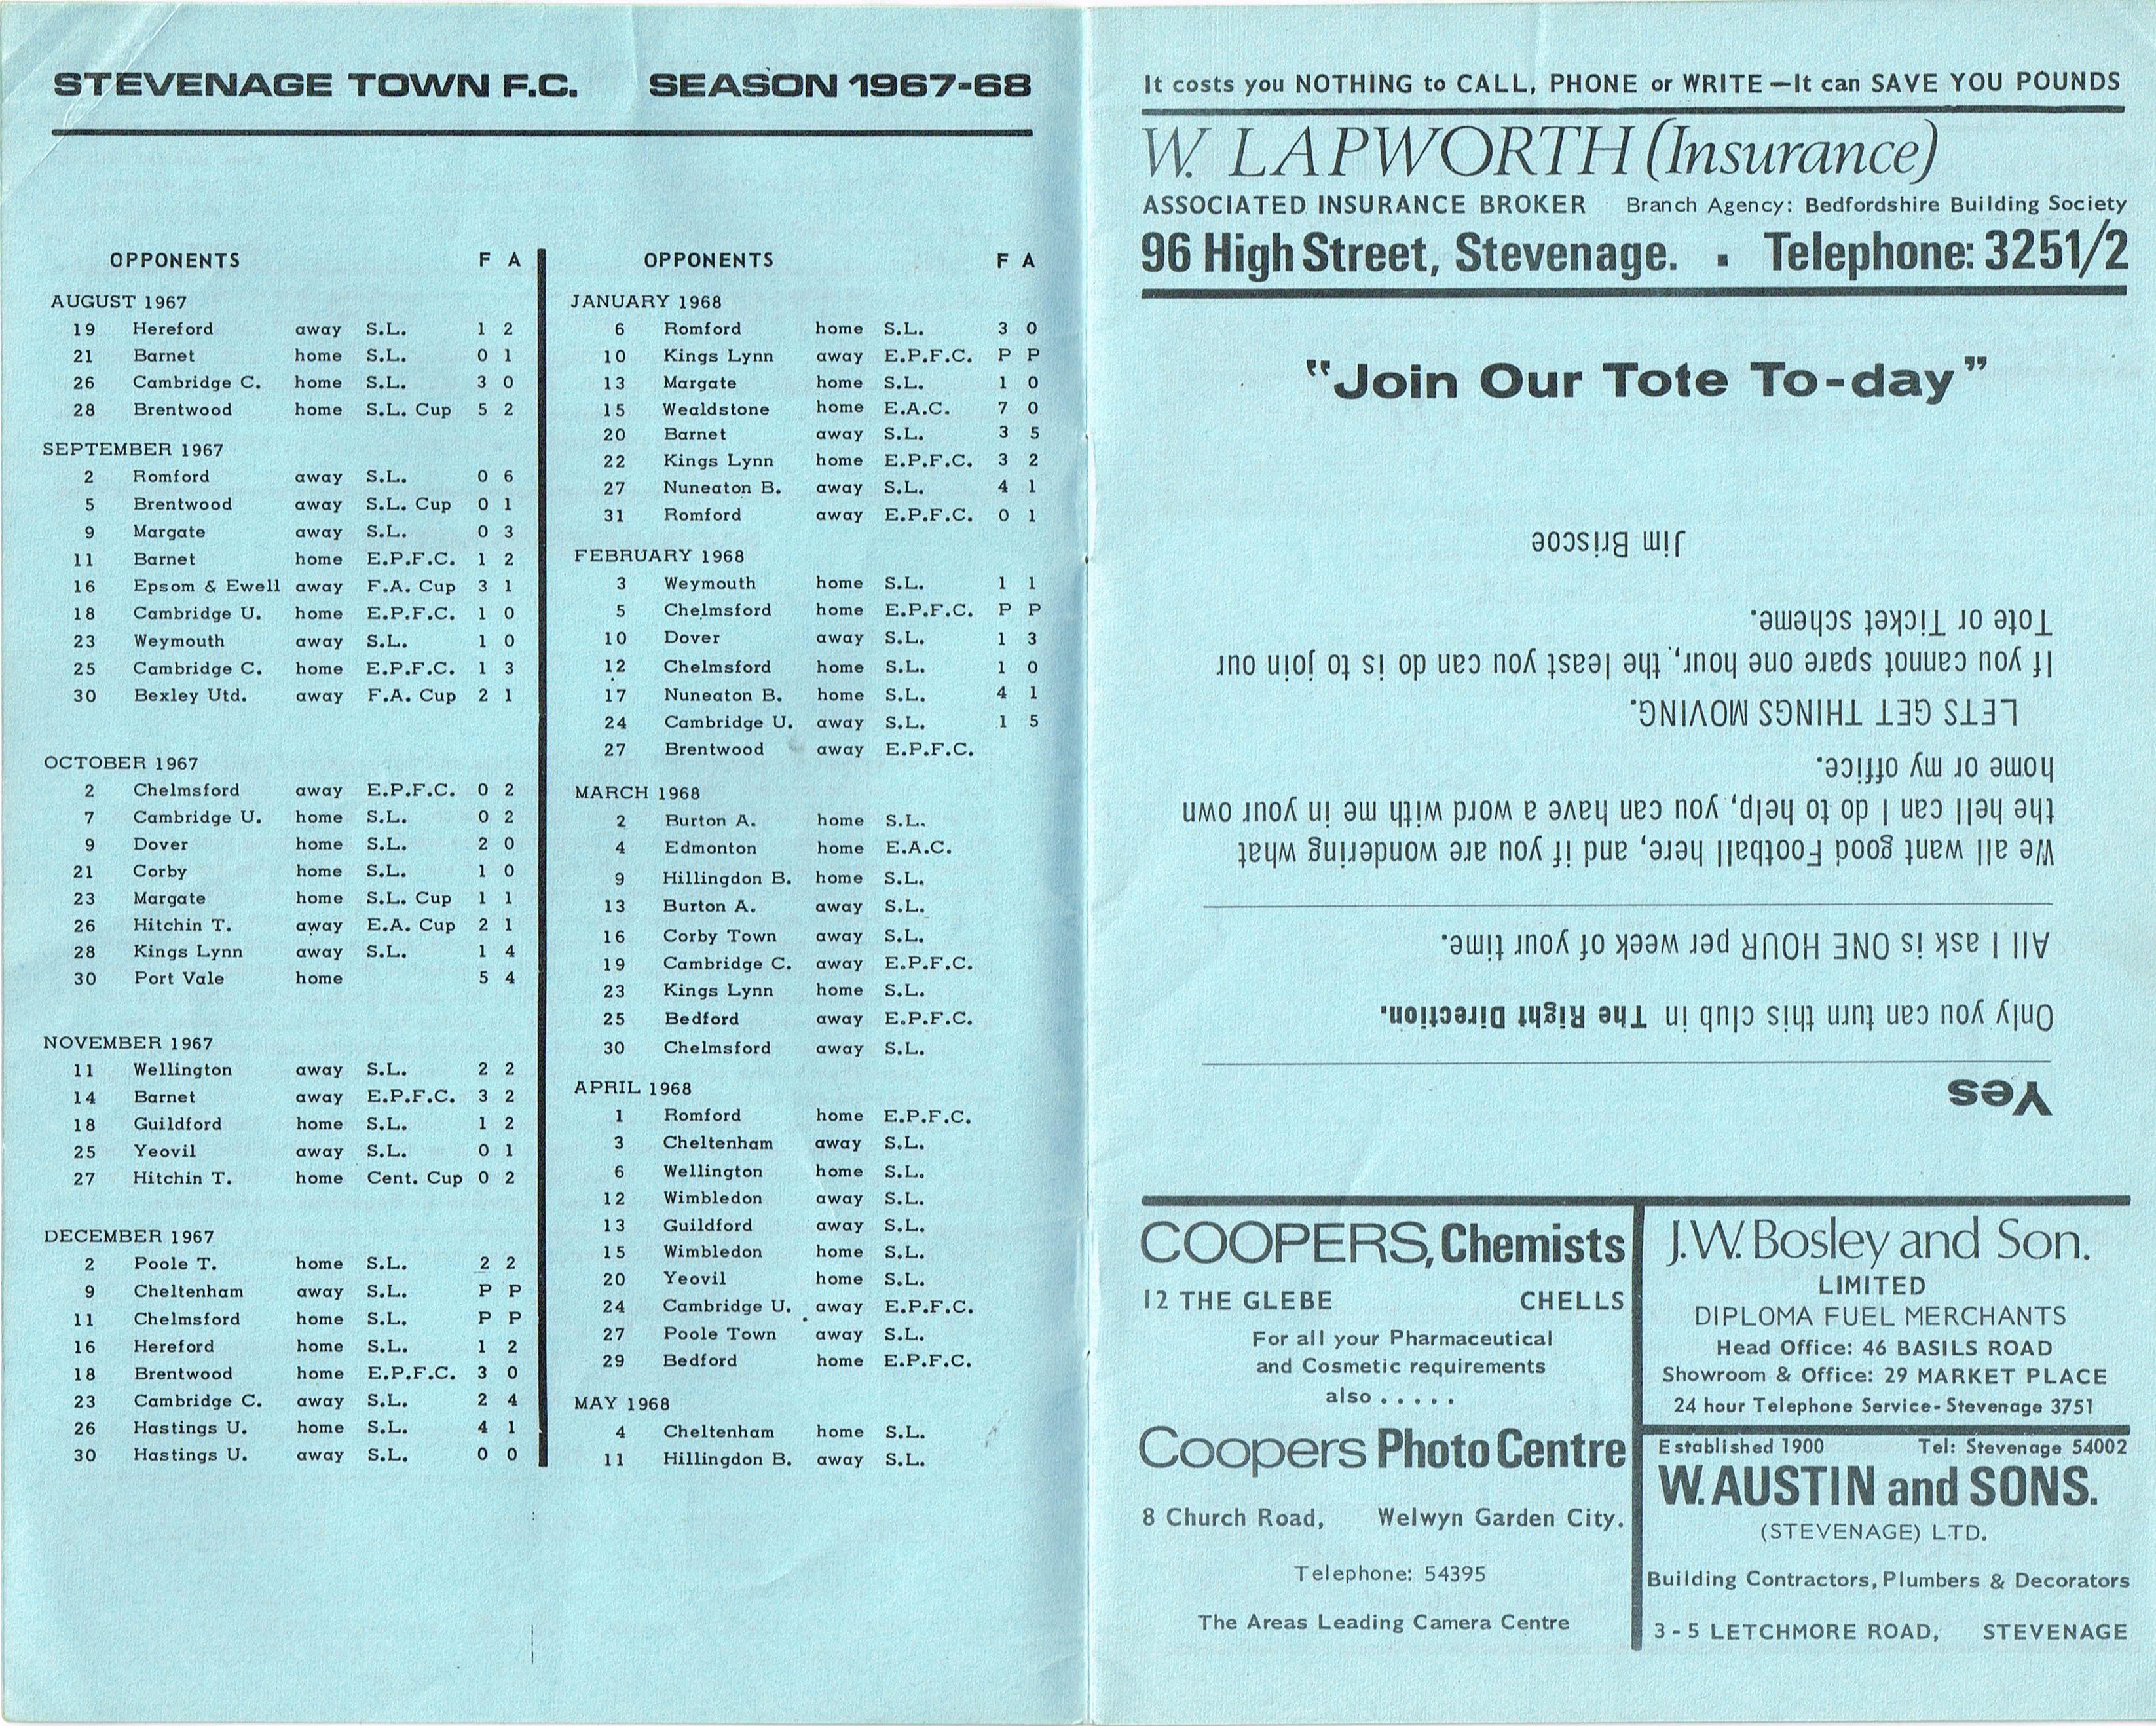 STEVENAGE TOWN F.C. SEASON 1967-68
OPPONENTS F A
AUGUST 1967
19 Hereford away S.L. 1 2
21 Barnet home S.L. 0 1
26 Cambridge C. home S.L. 3 0
28 Brentwood home S.L. Cup 5 2
SEPTEMBER 1967
2 Romford away S.L. 0 6
5 Brentwood away S.L. Cup 0 1
9 Margate away S.L. 0 3
11 Barnet home E.P.F.C. 1 2
16 Epsom & Ewell away F.A. Cup 3 1
18 Cambridge U. home E.P.F.C. 1 0
23 Weymouth away S.L. 1 0
25 Cambridge C. home E.P.F.C. 1 3
30 Bexley Utd. away F.A. Cup 2 1
OCTOBER 1967
2 Chelmsford away E.P.F.C. 0 2
7 Cambridge U. home S.L. 0 2
9 Dover home S.L. 2 0
21 Corby home S.L. 1 0
23 Margate home S.L. Cup 1 1
26 Hitchin T. away E.A. Cup 2 1
28 Kings Lynn away S.L. 1 4
30 Port Vale home 5 4
NOVEMBER 1967
11 Wellington away S.L. 2 2
14 Barnet away E.P.F.C. 3 2
18 Guildford home S.L. 1 2
25 Yeovil away S.L. 0 1
27 Hitchin T. home Cent. Cup 0 2
DECEMBER 1967
2 Poole T. home S.L. 2 2
9 Cheltenham away S.L. P P
11 Chelmsford home S.L. P P
16 Hereford home S.L. 1 2
18 Brentwood home E.P.F.C. 3 0
23 Cambridge C. away S.L. 2 4
26 Hastings U. home S.L. 4 1
30 Hastings U. away S.L. 0 0
OPPONENTS F A
JANUARY 1968
6 Romford home S.L. 3 0
10 Kings Lynn away E.P.F.C. P P
13 Margate home S.L. 1 0
15 Wealdstone home E.A.C. 7 0
20 Barnet away S.L. 3 5
22 Kings Lynn home E.P.F.C. 3 2
27 Nuneaton B. away S.L. 4 1
31 Romford away E.P.F.C. 0 1
FEBRUARY 1968
3 Weymouth home S.L. 1 1
5 Chelmsford home E.P.F.C. P P
10 Dover away S.L. 1 3
12 Chelmsford home S.L. 1 0
17 Nuneaton B. home S.L. 4 1
24 Cambridge U. away S.L. 1 5
27 Brentwood away E.P.F.C.
MARCH 1968
2 Burton A. home S.L.
4 Edmonton home E.A.C.
9 Hillingdon B. home S.L.
13 Burton A. away S.L.
16 Corby Town away S.L.
19 Cambridge C. away E.P.F.C.
23 Kings Lynn home S.L.
25 Bedford away E.P.F.C.
30 Chelmsford away S.L.
APRIL 1968
1 Romford home E.P.F.C.
3 Cheltenham away S.L.
6 Wellington home S.L.
12 Wimbledon away S.L.
13 Guildford away S.L.
15 Wimbledon home S.L.
20 Yeovil home S.L.
24 Cambridge U. away E.P.F.C.
27 Poole Town away S.L.
29 Bedford home E.P.F.C.
MAY 1968
4 Cheltenham home S.L.
11 Hillingdon B. away S.L.
It costs you NOTHING to CALL, PHONE or WRITE—It can SAVE YOU POUNDS
W. LAPWORTH (Insurance)
ASSOCIATED INSURANCE BROKER Branch Agency: Bedfordshire Building Society
96 High Street, Stevenage. ▪ Telephone: 3251/2
"Join Our Tote To-day"
Yes
Only you can turn this club in The Right Direction.
All I ask is ONE HOUR per week of your time.
We all want good Football here, and if you are wondering what
the hell can I do to help, you can have a word with me in your own
home or my office.
LETS GET THINGS MOVING.
If you cannot spare one hour,' the least you can do is to join our
Tote or Ticket scheme.
Jim Briscoe
COOPERS, Chemists
12 THE GLEBE CHELLS
For all your Pharmaceutical
and Cosmetic requirements
also . . . . .
Coopers Photo Centre
8 Church Road, Welwyn Garden City.
Telephone: 54395
The Areas Leading Camera Centre
J.W. Bosley and Son.
LIMITED
DIPLOMA FUEL MERCHANTS
Head Office: 46 BASILS ROAD
Showroom & Office: 29 MARKET PLACE
24 hour Telephone Service-Stevenage 3751
Established 1900 Tel: Stevenage 54002
W. AUSTIN and SONS.
(STEVENAGE) LTD.
Building Contractors, Plumbers & Decorators
3-5 LETCHMORE ROAD, STEVENAGE